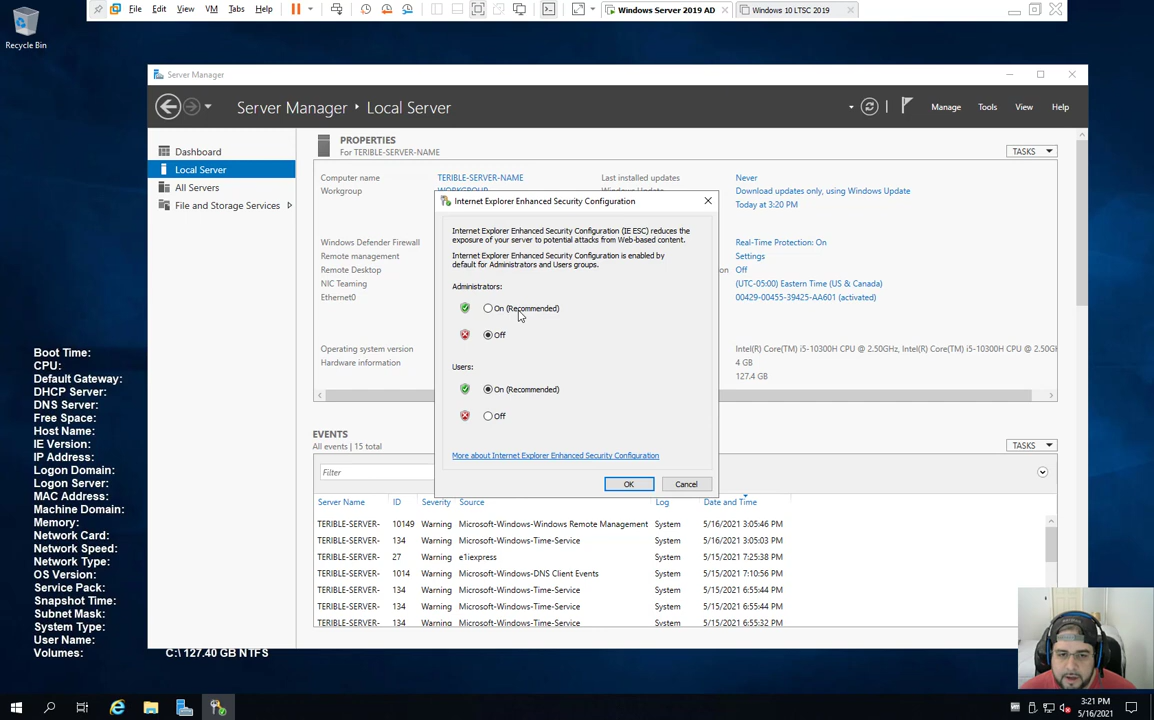 File Edit View VM Tabs Help
Windows Server 2019 AD
Windows 10 LTSC 2019
Recycle Bin
Server Manager
Server Manager • Local Server
Manage Tools View Help
Dashboard
Local Server
All Servers
File and Storage Services
PROPERTIES
For TERIBLE-SERVER-NAME
TASKS
Computer name TERIBLE-SERVER-NAME Last installed updates Never
Workgroup WORKGROUP Windows Update Download updates only, using Windows Update
Today at 3:20 PM
Windows Defender Firewall Real-Time Protection: On
Remote management Settings
Remote Desktop on Off
NIC Teaming (UTC-05:00) Eastern Time (US & Canada)
Ethernet0 00429-00455-39425-AA601 (activated)
Operating system version Intel(R) Core(TM) i5-10300H CPU @ 2.50GHz, Intel(R) Core(TM) i5-10300H CPU @ 2.50GH
Hardware information 4 GB
127.4 GB
Internet Explorer Enhanced Security Configuration
Internet Explorer Enhanced Security Configuration (IE ESC) reduces the
exposure of your server to potential attacks from Web-based content.
Internet Explorer Enhanced Security Configuration is enabled by
default for Administrators and Users groups.
Administrators:
On (Recommended)
Off
Users:
On (Recommended)
Off
More about Internet Explorer Enhanced Security Configuration
OK Cancel
EVENTS
All events | 15 total
TASKS
Filter
Server Name ID Severity Source Log Date and Time
TERIBLE-SERVER- 10149 Warning Microsoft-Windows-Windows Remote Management System 5/16/2021 3:05:46 PM
TERIBLE-SERVER- 134 Warning Microsoft-Windows-Time-Service System 5/16/2021 3:05:03 PM
TERIBLE-SERVER- 27 Warning e1iexpress System 5/15/2021 7:25:38 PM
TERIBLE-SERVER- 1014 Warning Microsoft-Windows-DNS Client Events System 5/15/2021 7:10:56 PM
TERIBLE-SERVER- 134 Warning Microsoft-Windows-Time-Service System 5/15/2021 6:55:44 PM
TERIBLE-SERVER- 134 Warning Microsoft-Windows-Time-Service System 5/15/2021 6:55:44 PM
TERIBLE-SERVER- 134 Warning Microsoft-Windows-Time-Service System 5/15/2021 6:55:32 PM
Boot Time:
CPU:
Default Gateway:
DHCP Server:
DNS Server:
Free Space:
Host Name:
IE Version:
IP Address:
Logon Domain:
Logon Server:
MAC Address:
Machine Domain:
Memory:
Network Card:
Network Speed:
Network Type:
OS Version:
Service Pack:
Snapshot Time:
Subnet Mask:
System Type:
User Name:
Volumes: C:\ 127.40 GB NTFS
3:21 PM
5/16/2021